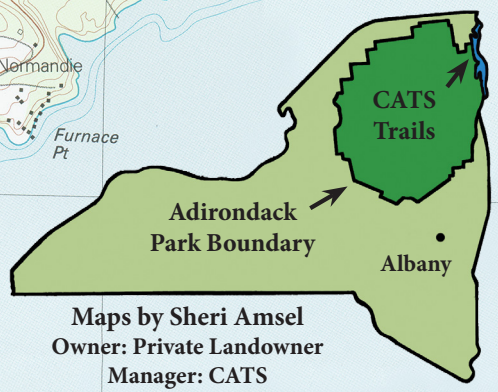 Normandie
Furnace
Pt
CATS
Trails
Adirondack
Park Boundary
Albany
Maps by Sheri Amsel
Owner: Private Landowner
Manager: CATS